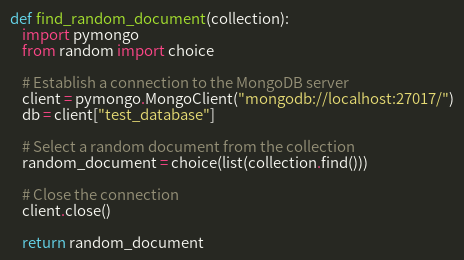 def find_random_document(collection):
    import pymongo
    from random import choice

    # Establish a connection to the MongoDB server
    client = pymongo.MongoClient("mongodb://localhost:27017/")
    db = client["test_database"]

    # Select a random document from the collection
    random_document = choice(list(collection.find()))

    # Close the connection
    client.close()

    return random_document